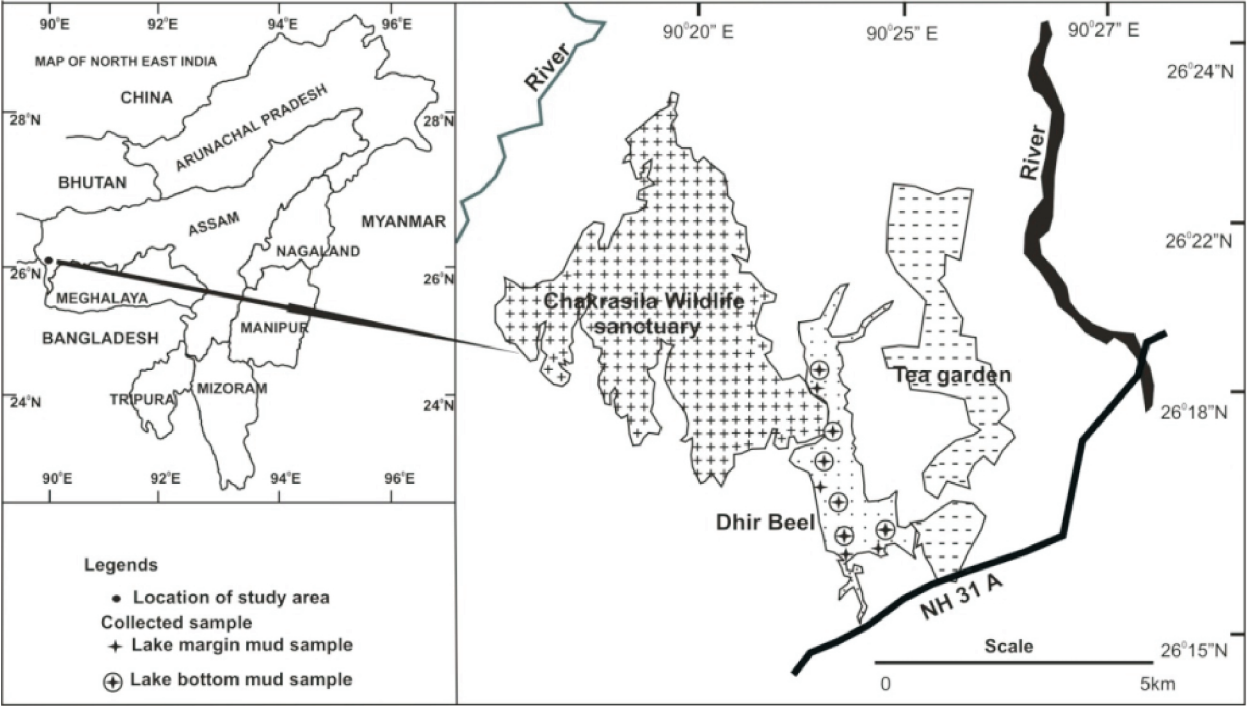 90°E 92°E 94°E 96°E
MAP OF NORTH EAST INDIA
CHINA
ARUNACHAL PRADESH
28°N 28°N
BHUTAN
ASSAM
MYANMAR
NAGALAND
26°N 26°N
MEGHALAYA
BANGLADESH
MANIPUR
MIZORAM
TRIPURA
24°N 24°N
90°E 92°E 94°E 96°E
Legends
Location of study area
Collected sample
Lake margin mud sample
Lake bottom mud sample
90°20" E 90°25" E 90°27" E
River
River
26°24"N
26°22"N
Chakrasila Wildlife
sanctuary
Tea garden
26°18"N
Dhir Beel
NH 31 A
26°15"N
Scale
0 5km